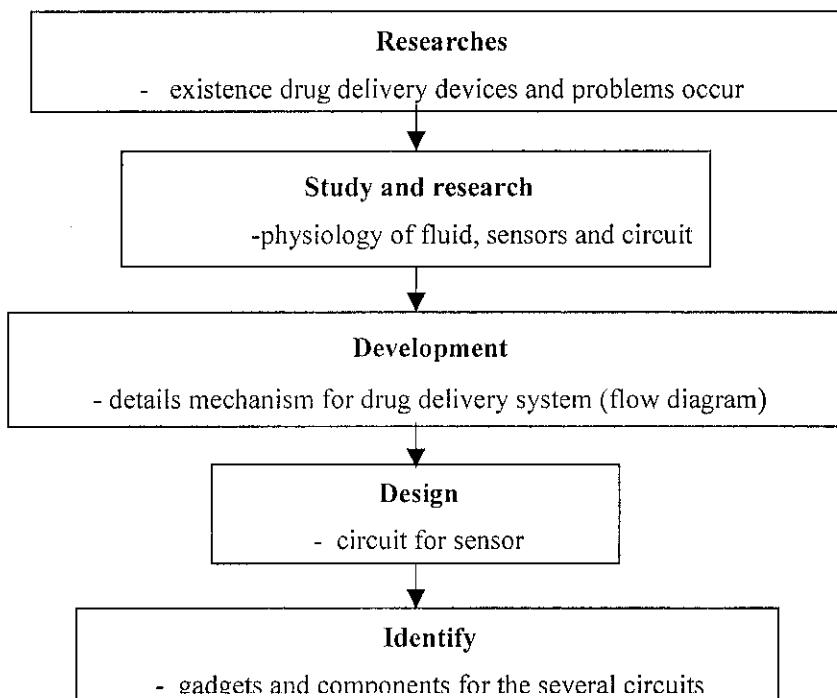 Researches
- existence drug delivery devices and problems occur
Study and research
-physiology of fluid, sensors and circuit
Development
- details mechanism for drug delivery system (flow diagram)
Design
- circuit for sensor
Identify
- gadgets and components for the several circuits